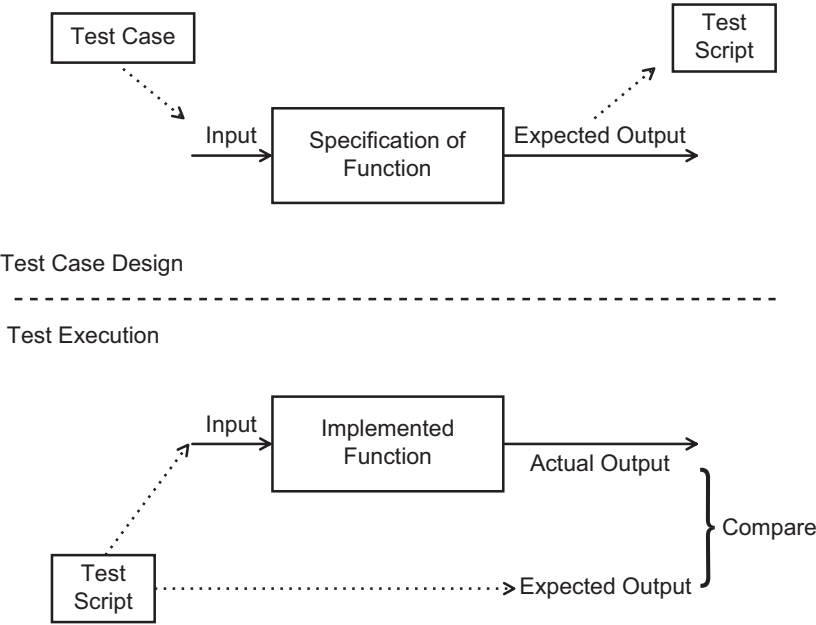 Test Case
Test
Script
Input
Specification of
Function
Expected Output
Test Case Design
Test Execution
Input
Implemented
Function
Actual Output
Compare
Test
Script
Expected Output